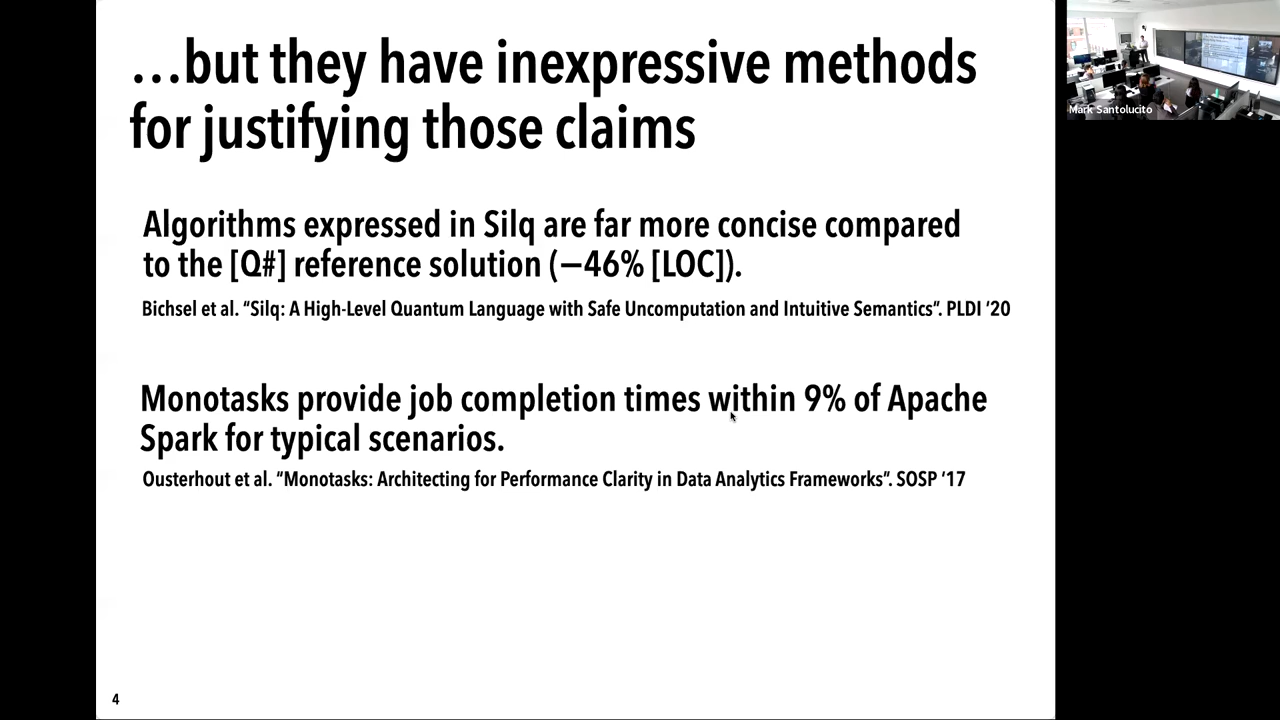 …but they have inexpressive methods
for justifying those claims
Algorithms expressed in Silq are far more concise compared
to the [Q#] reference solution (—46% [LOC]).
Bichsel et al. “Silq: A High-Level Quantum Language with Safe Uncomputation and Intuitive Semantics”. PLDI ‘20
Monotasks provide job completion times within 9% of Apache
Spark for typical scenarios.
Ousterhout et al. “Monotasks: Architecting for Performance Clarity in Data Analytics Frameworks”. SOSP ‘17
4
Mark Santolucito